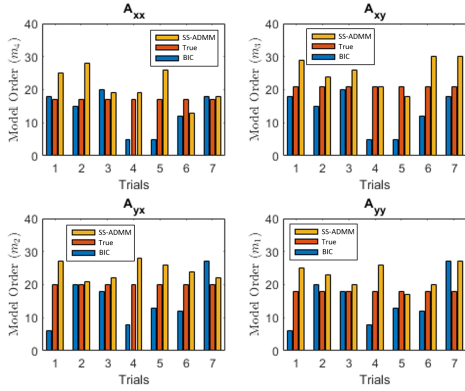 A_xx
Model Order (m_4)
40
30
20
10
0
SS-ADMM
True
BIC
1 2 3 4 5 6 7
Trials
A_xy
Model Order (m_3)
40
30
20
10
0
SS-ADMM
True
BIC
1 2 3 4 5 6 7
Trials
A_yx
Model Order (m_2)
40
30
20
10
0
SS-ADMM
True
BIC
1 2 3 4 5 6 7
Trials
A_yy
Model Order (m_1)
40
30
20
10
0
SS-ADMM
True
BIC
1 2 3 4 5 6 7
Trials